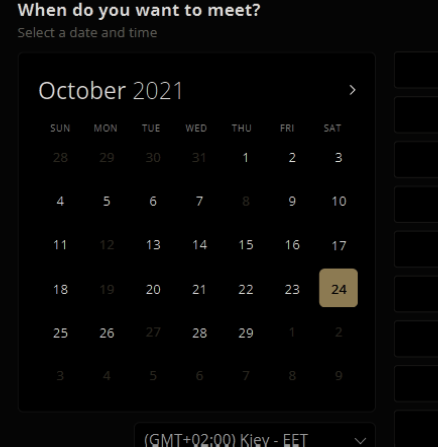 When do you want to meet?
Select a date and time
October 2021
SUN MON TUE WED THU FRI SAT
28 29 30 31 1 2 3
4 5 6 7 8 9 10
11 12 13 14 15 16 17
18 19 20 21 22 23 24
25 26 27 28 29 1 2
3 4 5 6 7 8 9
(GMT+02:00) Kiev - EET